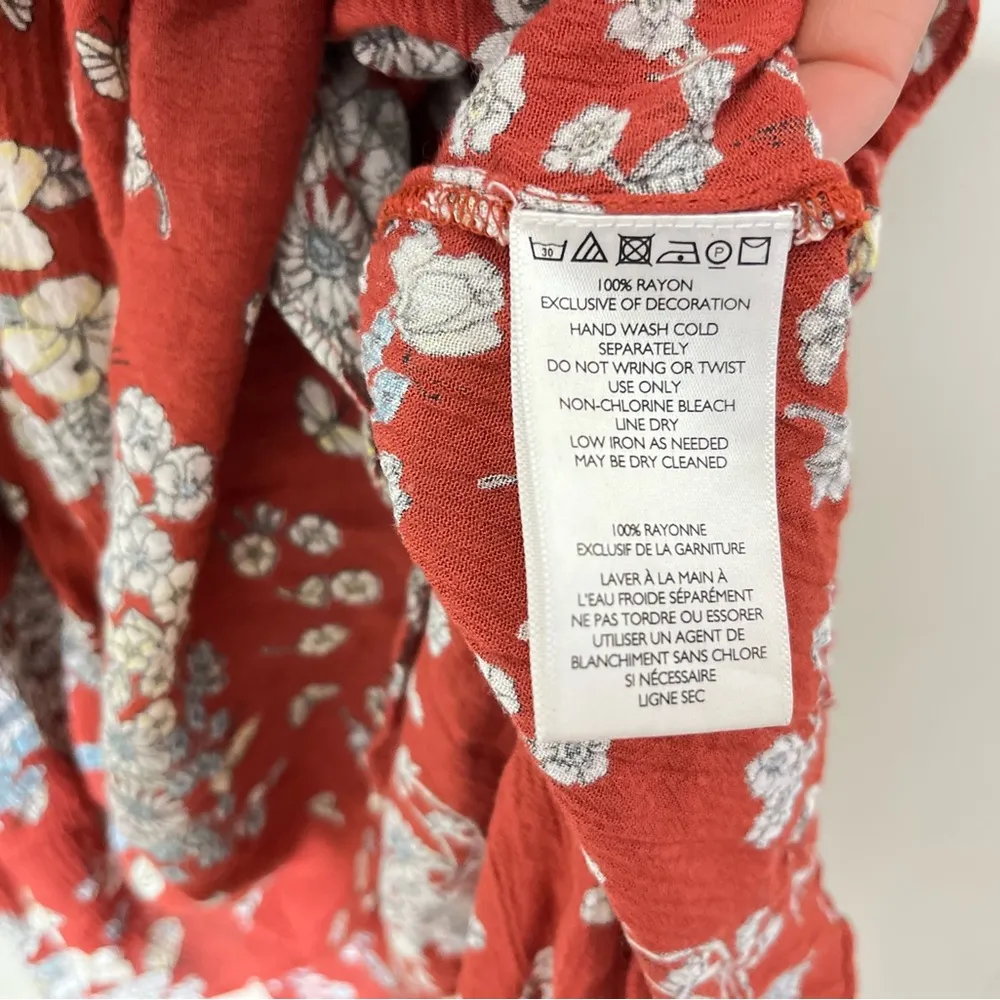 30 P
100% RAYON
EXCLUSIVE OF DECORATION
HAND WASH COLD
SEPARATELY
DO NOT WRING OR TWIST
USE ONLY
NON-CHLORINE BLEACH
LINE DRY
LOW IRON AS NEEDED
MAY BE DRY CLEANED
100% RAYONNE
EXCLUSIF DE LA GARNITURE
LAVER À LA MAIN À
L'EAU FROIDE SÉPARÉMENT
NE PAS TORDRE OU ESSORER
UTILISER UN AGENT DE
BLANCHIMENT SANS CHLORE
SI NÉCESSAIRE
LIGNE SEC